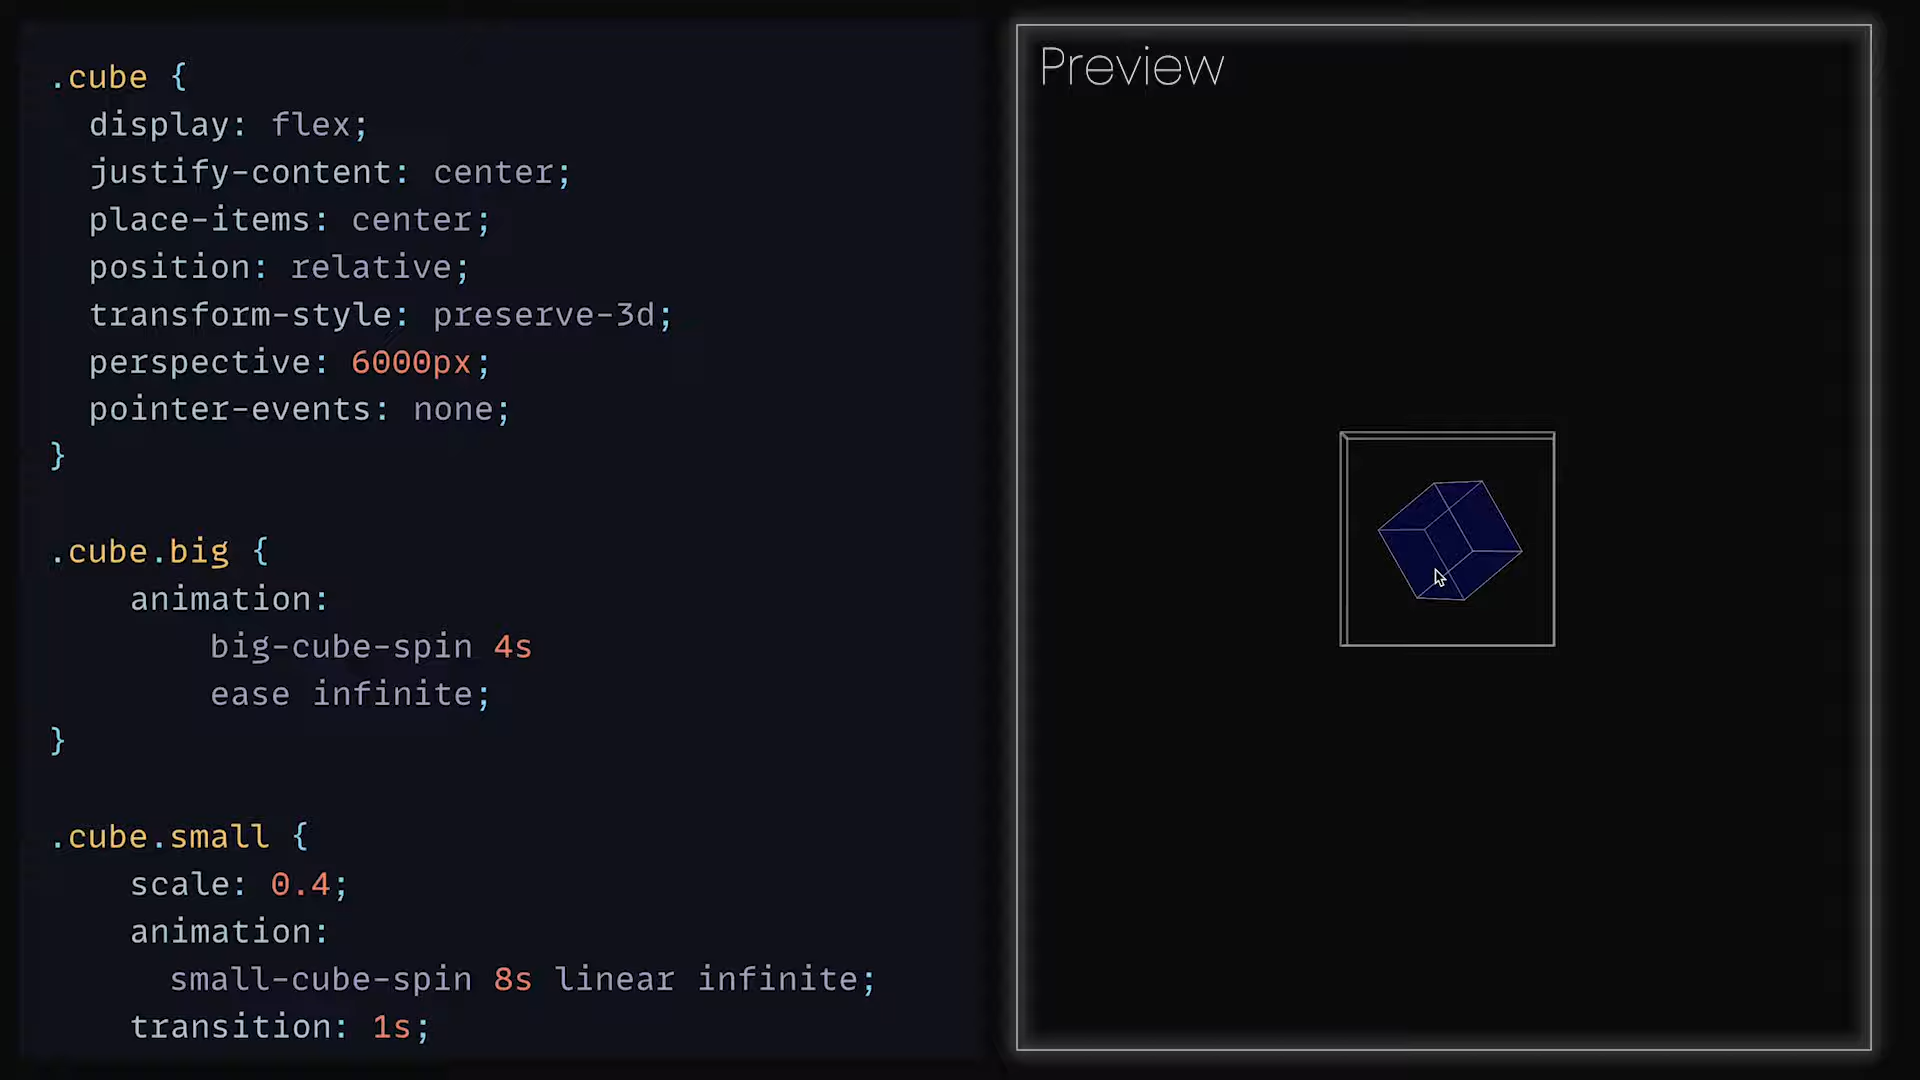 .cube {
display: flex;
justify-content: center;
place-items: center;
position: relative;
transform-style: preserve-3d;
perspective: 6000px;
pointer-events: none;
}
.cube.big {
animation:
big-cube-spin 4s
ease infinite;
}
.cube.small {
scale: 0.4;
animation:
small-cube-spin 8s linear infinite;
transition: 1s;
Preview